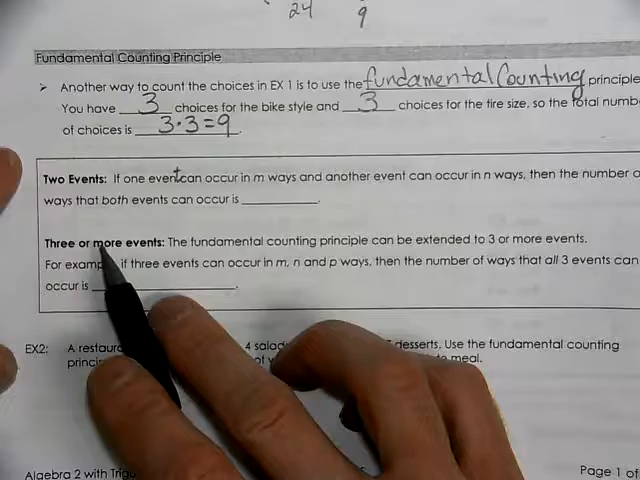 24 9
Fundamental Counting Principle
➢ Another way to count the choices in EX 1 is to use the fundamental Counting principle
You have 3 choices for the bike style and 3 choices for the tire size, so the total numb
of choices is 3·3=9.
Two Events: If one event can occur in m ways and another event can occur in n ways, then the number o
ways that both events can occur is ____________.
Three or more events: The fundamental counting principle can be extended to 3 or more events.
For examp if three events can occur in m, n and p ways, then the number of ways that all 3 events can
occur is ____________.
EX2: A restaura 4 salad desserts. Use the fundamental counting
princi of meal.
Algebra 2 with Trig Page 1 of